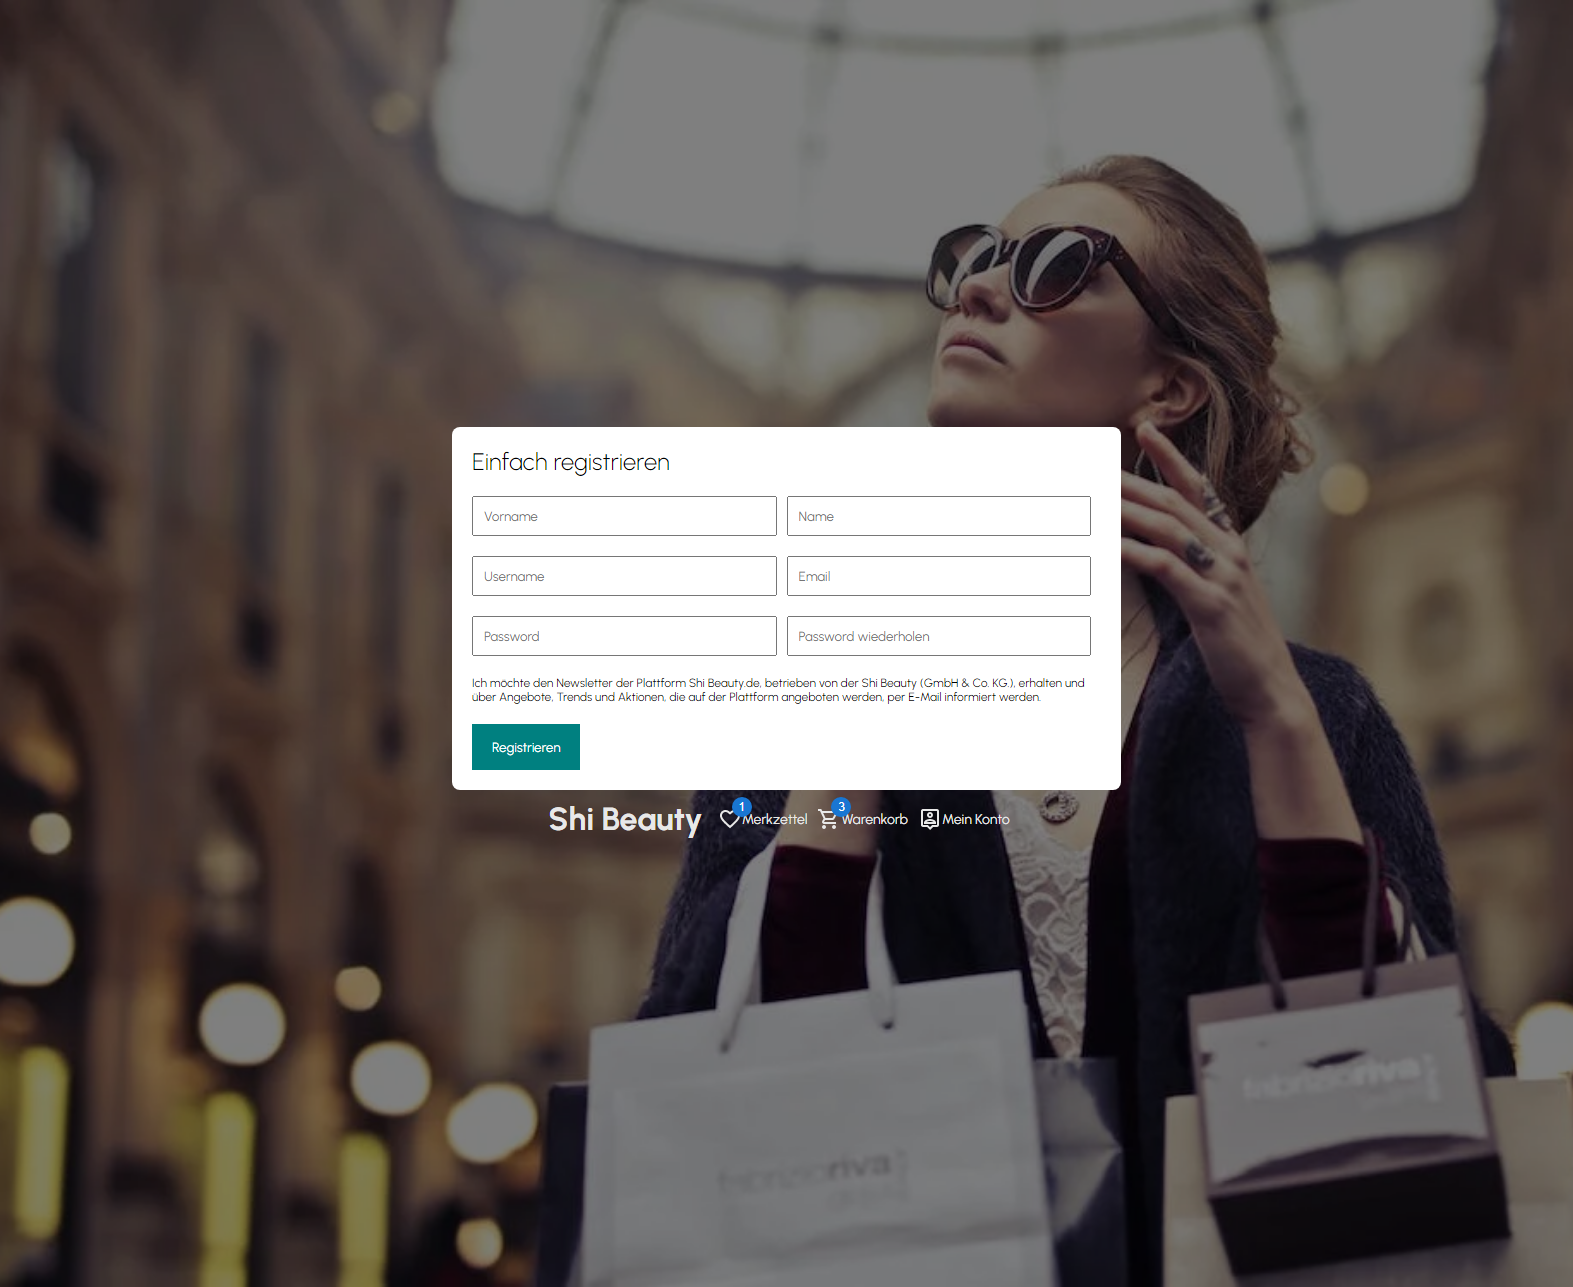 Einfach registrieren
Vorname
Name
Username
Email
Password
Password wiederholen
Ich möchte den Newsletter der Plattform Shi Beauty.de, betrieben von der Shi Beauty (GmbH & Co. KG.), erhalten und
über Angebote, Trends und Aktionen, die auf der Plattform angeboten werden, per E-Mail informiert werden.
Registrieren
Shi Beauty
1
Merkzettel
3
Warenkorb
Mein Konto
fabrizioriva
fabrizioriva